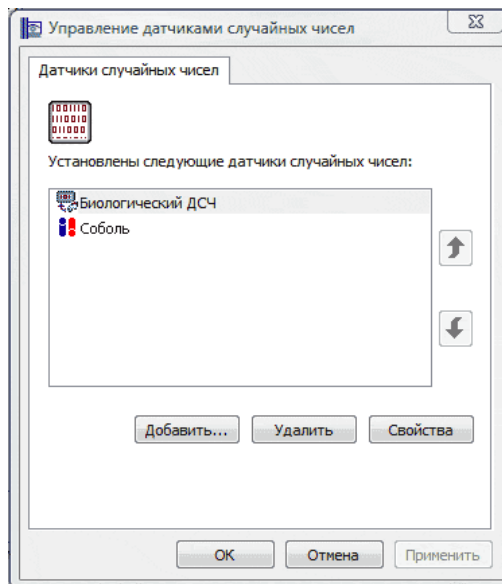 Управление датчиками случайных чисел
Датчики случайных чисел
Установлены следующие датчики случайных чисел:
Биологический ДСЧ
Соболь
Добавить... Удалить Свойства
OK Отмена Применить